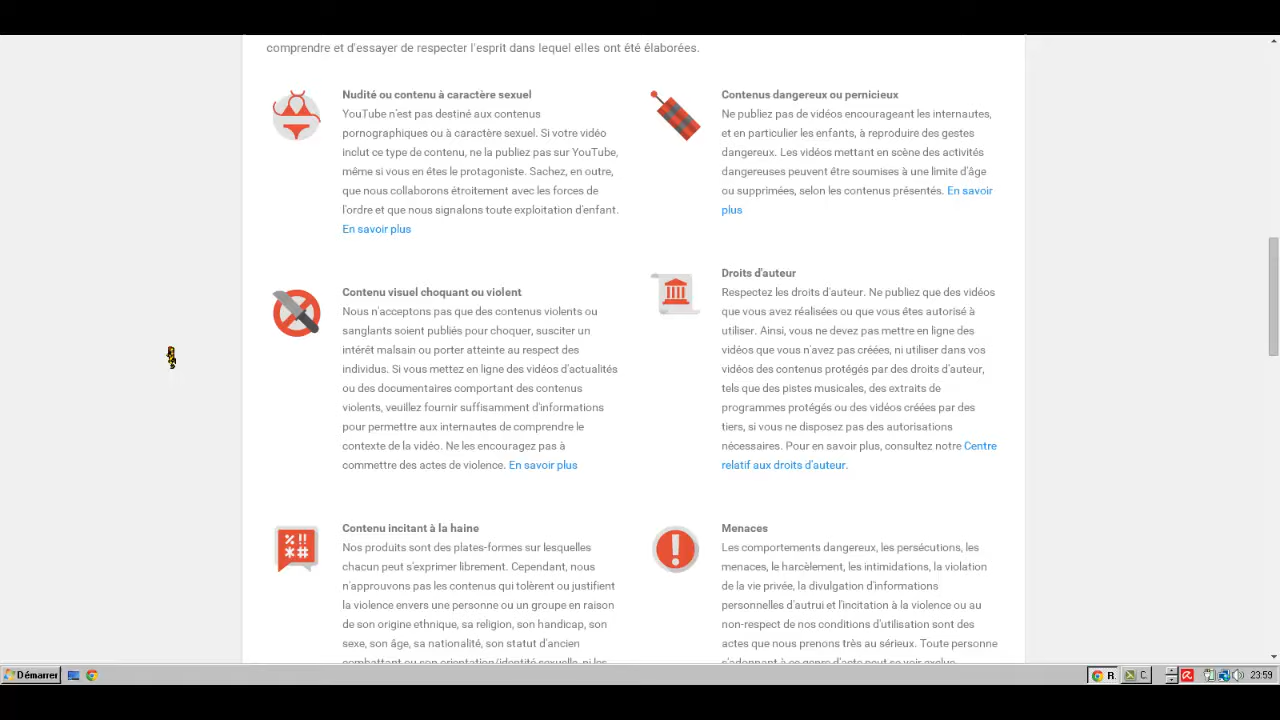 comprendre et d'essayer de respecter l'esprit dans lequel elles ont été élaborées.
Nudité ou contenu à caractère sexuel
YouTube n'est pas destiné aux contenus
pornographiques ou à caractère sexuel. Si votre vidéo
inclut ce type de contenu, ne la publiez pas sur YouTube,
même si vous en êtes le protagoniste. Sachez, en outre,
que nous collaborons étroitement avec les forces de
l'ordre et que nous signalons toute exploitation d'enfant.
En savoir plus
Contenus dangereux ou pernicieux
Ne publiez pas de vidéos encourageant les internautes,
et en particulier les enfants, à reproduire des gestes
dangereux. Les vidéos mettant en scène des activités
dangereuses peuvent être soumises à une limite d'âge
ou supprimées, selon les contenus présentés. En savoir
plus
Contenu visuel choquant ou violent
Nous n'acceptons pas que des contenus violents ou
sanglants soient publiés pour choquer, susciter un
intérêt malsain ou porter atteinte au respect des
individus. Si vous mettez en ligne des vidéos d'actualités
ou des documentaires comportant des contenus
violents, veuillez fournir suffisamment d'informations
pour permettre aux internautes de comprendre le
contexte de la vidéo. Ne les encouragez pas à
commettre des actes de violence. En savoir plus
Droits d'auteur
Respectez les droits d'auteur. Ne publiez que des vidéos
que vous avez réalisées ou que vous êtes autorisé à
utiliser. Ainsi, vous ne devez pas mettre en ligne des
vidéos que vous n'avez pas créées, ni utiliser dans vos
vidéos des contenus protégés par des droits d'auteur,
tels que des pistes musicales, des extraits de
programmes protégés ou des vidéos créées par des
tiers, si vous ne disposez pas des autorisations
nécessaires. Pour en savoir plus, consultez notre Centre
relatif aux droits d'auteur.
%!!
*#
Contenu incitant à la haine
Nos produits sont des plates-formes sur lesquelles
chacun peut s'exprimer librement. Cependant, nous
n'approuvons pas les contenus qui tolèrent ou justifient
la violence envers une personne ou un groupe en raison
de son origine ethnique, sa religion, son handicap, son
sexe, son âge, sa nationalité, son statut d'ancien
combattant ou son orientation/identité sexuelle, ni les
!
Menaces
Les comportements dangereux, les persécutions, les
menaces, le harcèlement, les intimidations, la violation
de la vie privée, la divulgation d'informations
personnelles d'autrui et l'incitation à la violence ou au
non-respect de nos conditions d'utilisation sont des
actes que nous prenons très au sérieux. Toute personne
s'adonnant à ce genre d'acte peut se voir exclue
Démarrer
R.
C.
23:59